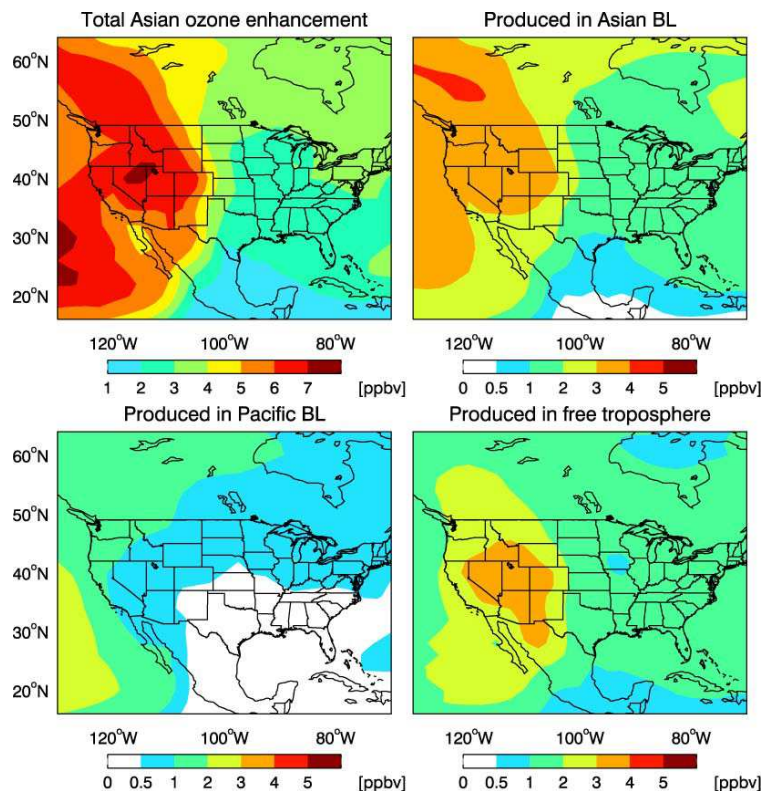 Total Asian ozone enhancement
Produced in Asian BL
60°N
50°N
40°N
30°N
20°N
120°W 100°W 80°W
120°W 100°W 80°W
1 2 3 4 5 6 7 [ppbv]
0 0.5 1 2 3 4 5 [ppbv]
Produced in Pacific BL
Produced in free troposphere
60°N
50°N
40°N
30°N
20°N
120°W 100°W 80°W
120°W 100°W 80°W
0 0.5 1 2 3 4 5 [ppbv]
0 0.5 1 2 3 4 5 [ppbv]